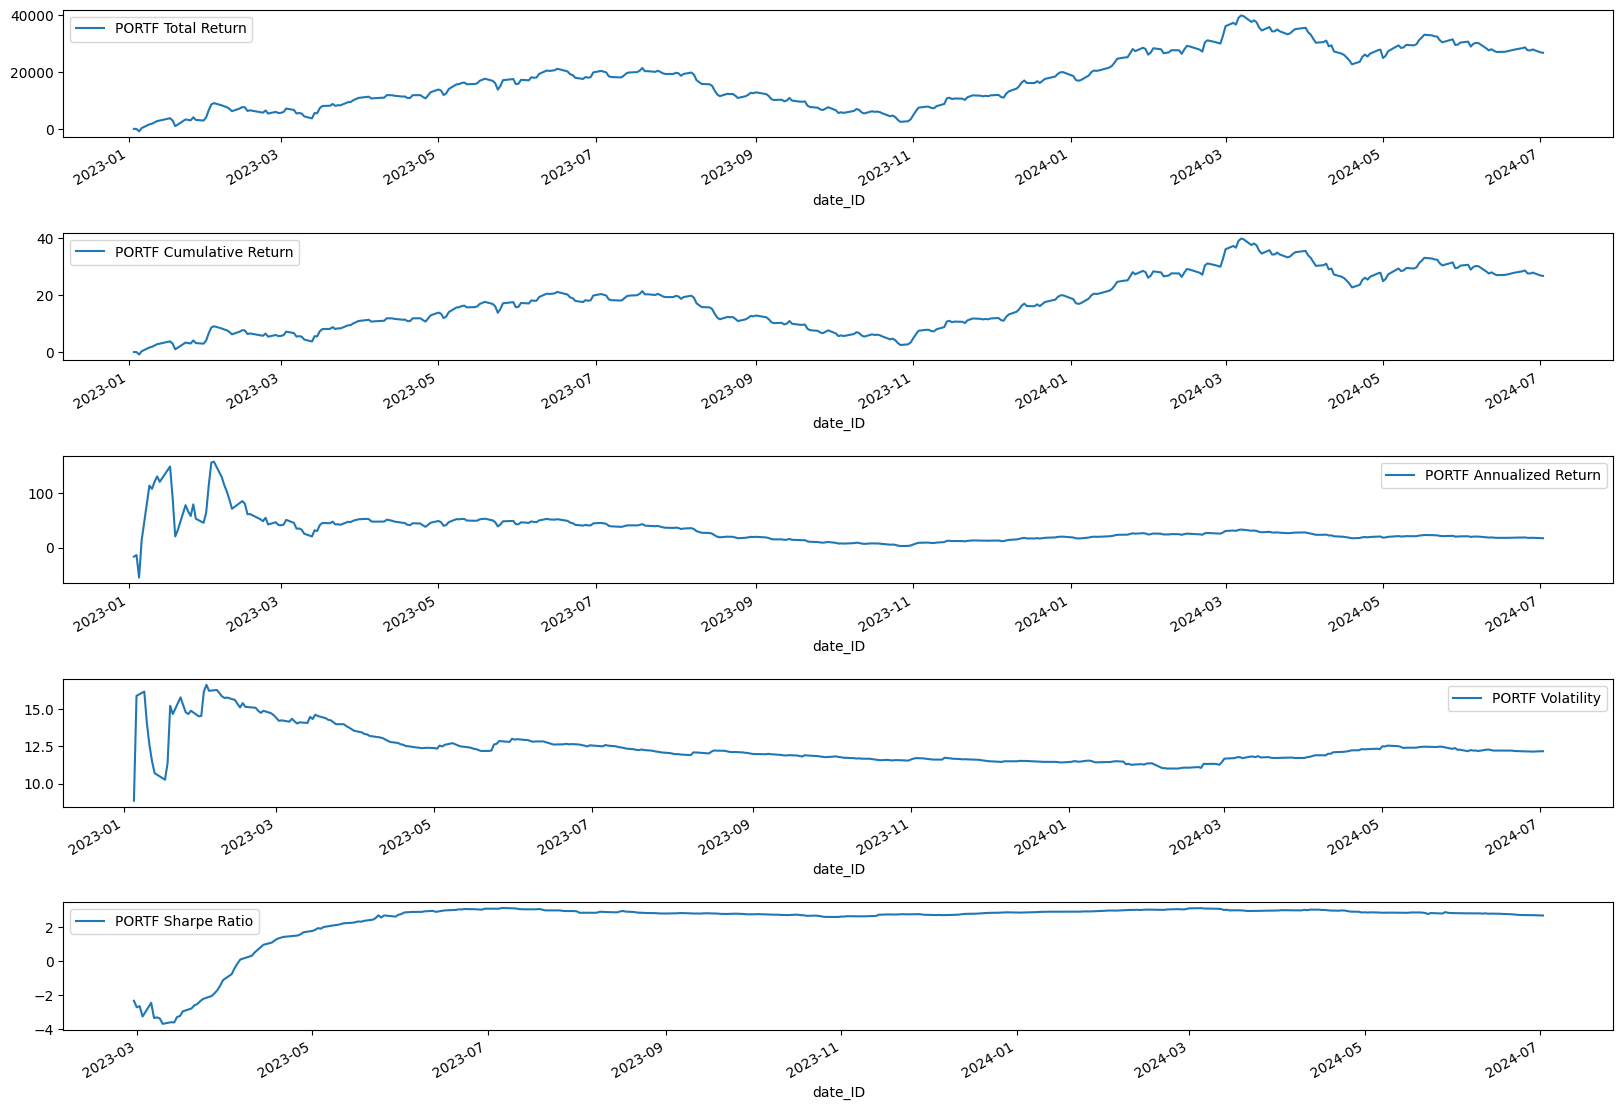 PORTF Total Return
40000
20000
0
2023-01 2023-03 2023-05 2023-07 2023-09 2023-11 2024-01 2024-03 2024-05 2024-07
date_ID
PORTF Cumulative Return
40
20
0
2023-01 2023-03 2023-05 2023-07 2023-09 2023-11 2024-01 2024-03 2024-05 2024-07
date_ID
PORTF Annualized Return
100
0
2023-01 2023-03 2023-05 2023-07 2023-09 2023-11 2024-01 2024-03 2024-05 2024-07
date_ID
PORTF Volatility
15.0
12.5
10.0
2023-01 2023-03 2023-05 2023-07 2023-09 2023-11 2024-01 2024-03 2024-05 2024-07
date_ID
PORTF Sharpe Ratio
2
0
−2
−4
2023-03 2023-05 2023-07 2023-09 2023-11 2024-01 2024-03 2024-05 2024-07
date_ID